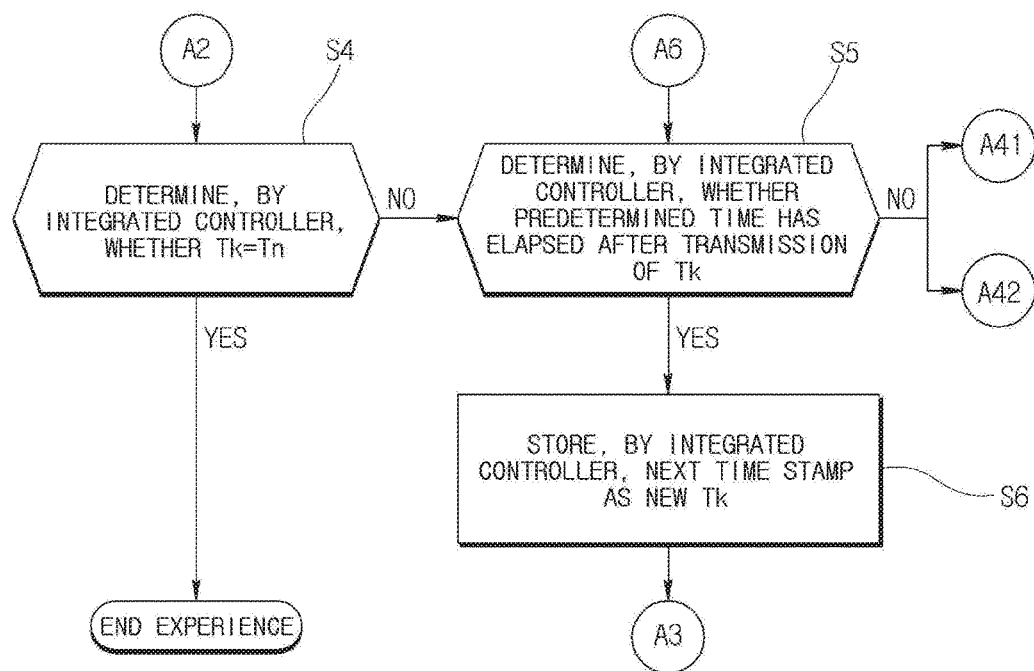 A2
S4
A6
S5
DETERMINE, BY
INTEGRATED CONTROLLER,
WHETHER Tk=Tn
NO
DETERMINE, BY INTEGRATED
CONTROLLER, WHETHER
PREDETERMINED TIME HAS
ELAPSED AFTER TRANSMISSION
OF Tk
NO
A41
A42
YES
YES
STORE, BY INTEGRATED
CONTROLLER, NEXT TIME STAMP
AS NEW Tk
S6
END EXPERIENCE
A3